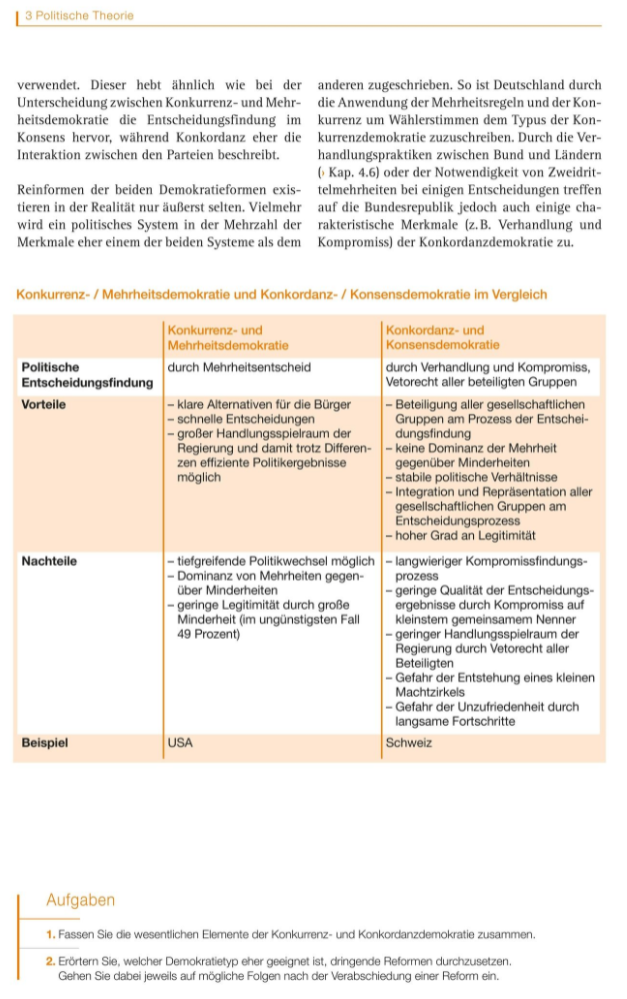 3 Politische Theorie
verwendet. Dieser hebt ähnlich wie bei der
Unterscheidung zwischen Konkurrenz- und Mehr-
heitsdemokratie die Entscheidungsfindung im
Konsens hervor, während Konkordanz eher die
Interaktion zwischen den Parteien beschreibt.
Reinformen der beiden Demokratieformen exis-
tieren in der Realität nur äußerst selten. Vielmehr
wird ein politisches System in der Mehrzahl der
Merkmale eher einem der beiden Systeme als dem
anderen zugeschrieben. So ist Deutschland durch
die Anwendung der Mehrheitsregeln und der Kon-
kurrenz um Wählerstimmen dem Typus der Kon-
kurrenzdemokratie zuzuschreiben. Durch die Ver-
handlungspraktiken zwischen Bund und Ländern
(› Kap. 4.6) oder der Notwendigkeit von Zweidrit-
telmehrheiten bei einigen Entscheidungen treffen
auf die Bundesrepublik jedoch auch einige cha-
rakteristische Merkmale (z. B. Verhandlung und
Kompromiss) der Konkordanzdemokratie zu.
Konkurrenz- / Mehrheitsdemokratie und Konkordanz- / Konsensdemokratie im Vergleich
Konkurrenz- und
Mehrheitsdemokratie
Konkordanz- und
Konsensdemokratie
Politische
Entscheidungsfindung
durch Mehrheitsentscheid
durch Verhandlung und Kompromiss,
Vetorecht aller beteiligten Gruppen
Vorteile
– klare Alternativen für die Bürger
– schnelle Entscheidungen
– großer Handlungsspielraum der
Regierung und damit trotz Differen-
zen effiziente Politikergebnisse
möglich
– Beteiligung aller gesellschaftlichen
Gruppen am Prozess der Entschei-
dungsfindung
– keine Dominanz der Mehrheit
gegenüber Minderheiten
– stabile politische Verhältnisse
– Integration und Repräsentation aller
gesellschaftlichen Gruppen am
Entscheidungsprozess
– hoher Grad an Legitimität
Nachteile
– tiefgreifende Politikwechsel möglich
– Dominanz von Mehrheiten gegen-
über Minderheiten
– geringe Legitimität durch große
Minderheit (im ungünstigsten Fall
49 Prozent)
– langwieriger Kompromissfindungs-
prozess
– geringe Qualität der Entscheidungs-
ergebnisse durch Kompromiss auf
kleinstem gemeinsamem Nenner
– geringer Handlungsspielraum der
Regierung durch Vetorecht aller
Beteiligten
– Gefahr der Entstehung eines kleinen
Machtzirkels
– Gefahr der Unzufriedenheit durch
langsame Fortschritte
Beispiel
USA
Schweiz
Aufgaben
1. Fassen Sie die wesentlichen Elemente der Konkurrenz- und Konkordanzdemokratie zusammen.
2. Erörtern Sie, welcher Demokratietyp eher geeignet ist, dringende Reformen durchzusetzen.
Gehen Sie dabei jeweils auf mögliche Folgen nach der Verabschiedung einer Reform ein.